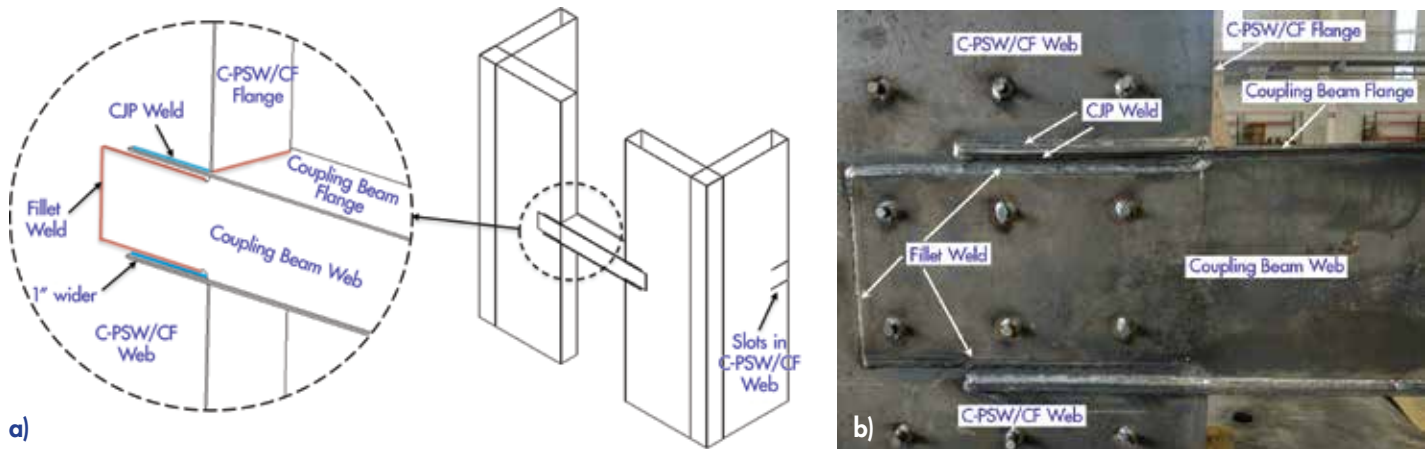 C-PSW/CF
Flange
CJP Weld
Coupling Beam
Flange
Fillet
Weld
Coupling Beam Web
1” wider
C-PSW/CF
Web
Slots in
C-PSW/CF
Web
a)
C-PSW/CF Web
C-PSW/CF Flange
Coupling Beam Flange
CJP Weld
Fillet Weld
Coupling Beam Web
C-PSW/CF Web
b)